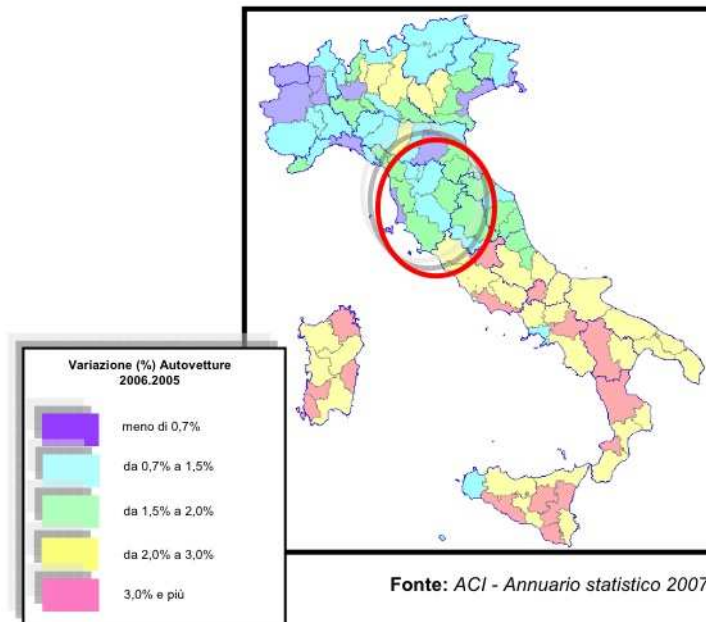 Variazione (%) Autovetture
2006.2005
meno di 0,7%
da 0,7% a 1,5%
da 1,5% a 2,0%
da 2,0% a 3,0%
3,0% e più
Fonte: ACI - Annuario statistico 2007